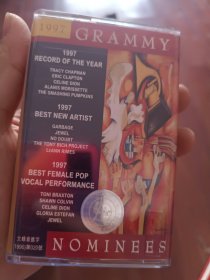 1997
GRAMMY
1997
RECORD OF THE YEAR
TRACY CHAPMAN
ERIC CLAPTON
CELINE DION
ALANIS MORISSETTE
THE SMASHING PUMPKINS
1997
BEST NEW ARTIST
GARBAGE
JEWEL
NO DOUBT
THE TONY RICH PROJECT
LEANN RIMES
1997
BEST FEMALE POP
VOCAL PERFORMANCE
TONI BRAXTON
SHAWN COLVIN
CELINE DION
GLORIA ESTEFAN
JEWEL
NOMINEES